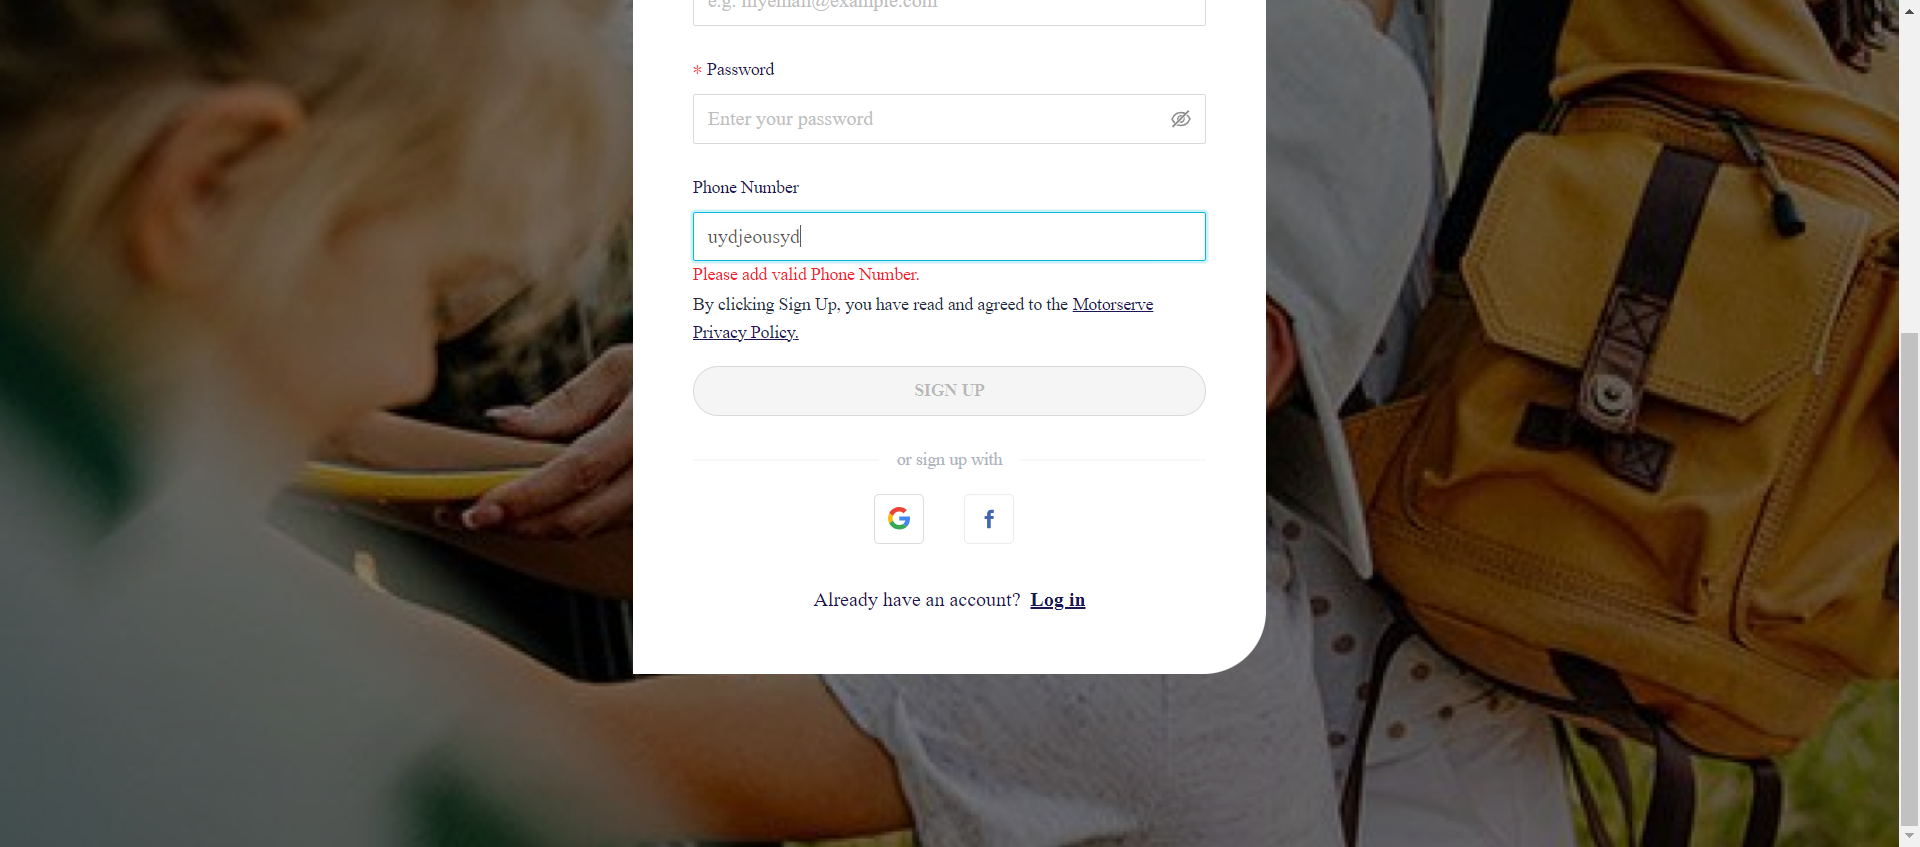 e.g. myemail@example.com
* Password
Enter your password
Phone Number
uydjeousyd
Please add valid Phone Number.
By clicking Sign Up, you have read and agreed to the Motorserve
Privacy Policy.
SIGN UP
or sign up with
Already have an account? Log in